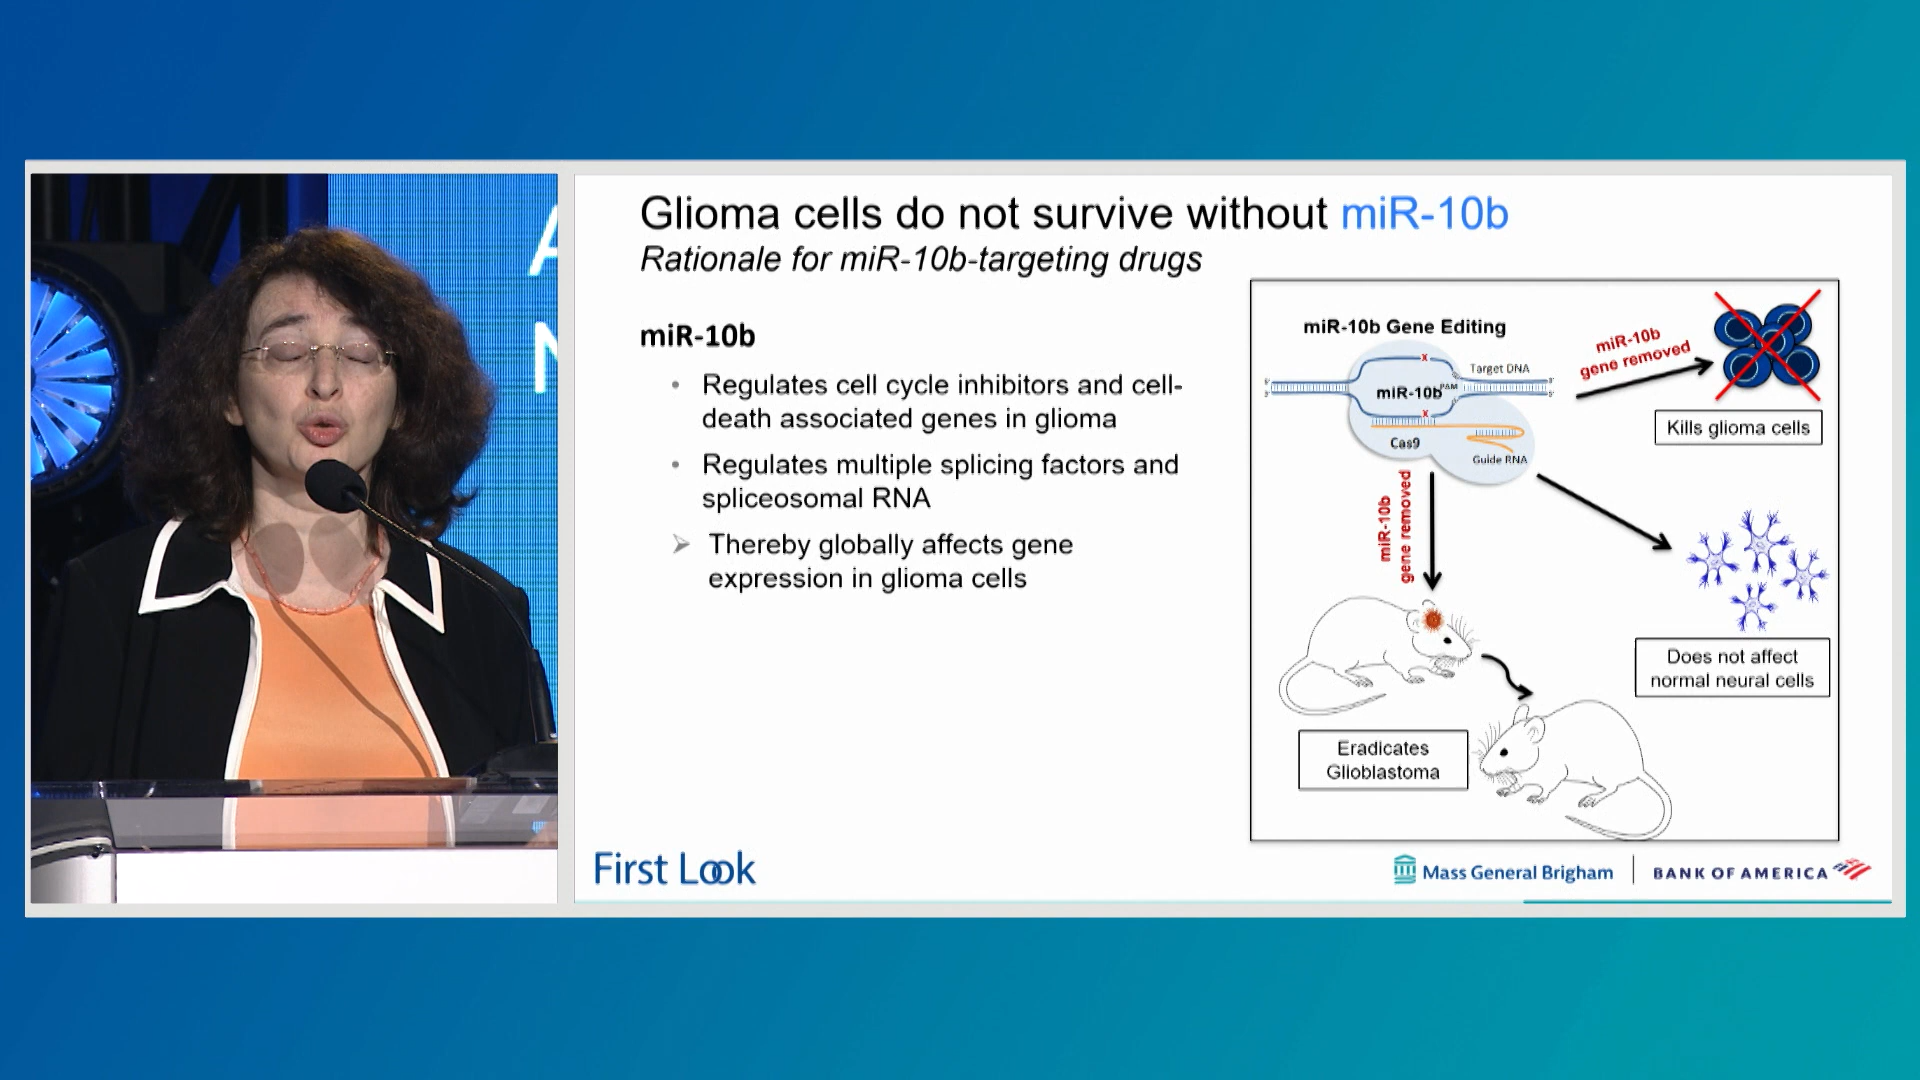 A
N
Glioma cells do not survive without miR-10b
Rationale for miR-10b-targeting drugs
miR-10b
• Regulates cell cycle inhibitors and cell-
death associated genes in glioma
• Regulates multiple splicing factors and
spliceosomal RNA
➢ Thereby globally affects gene
expression in glioma cells
miR-10b Gene Editing
Target DNA
miR-10b
PAM
Cas9
Guide RNA
miR-10b
gene removed
Kills glioma cells
miR-10b
gene removed
Does not affect
normal neural cells
Eradicates
Glioblastoma
First Look
Mass General Brigham
BANK OF AMERICA